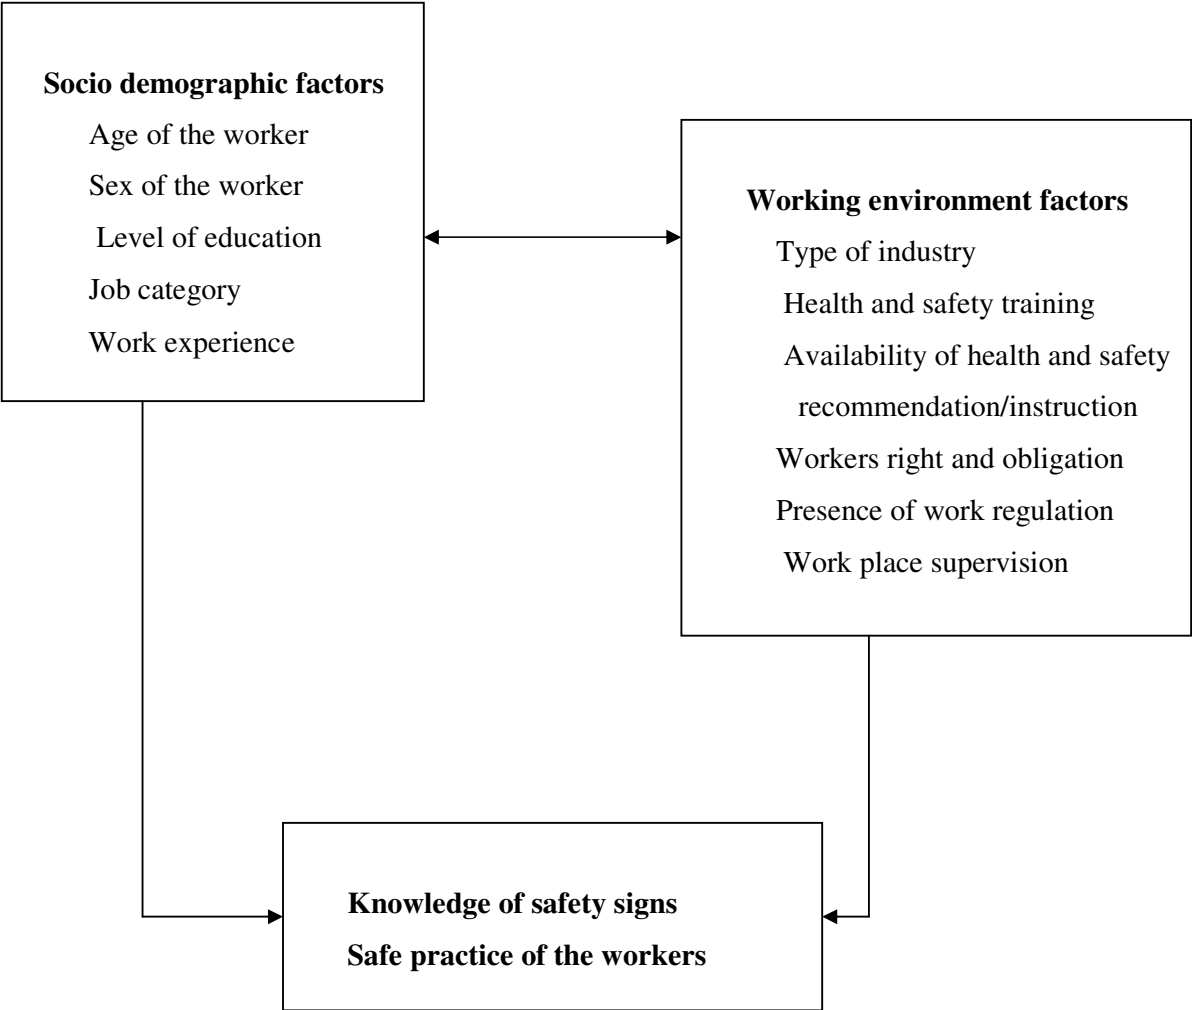 Socio demographic factors
Age of the worker
Sex of the worker
Level of education
Job category
Work experience
Working environment factors
Type of industry
Health and safety training
Availability of health and safety
recommendation/instruction
Workers right and obligation
Presence of work regulation
Work place supervision
Knowledge of safety signs
Safe practice of the workers